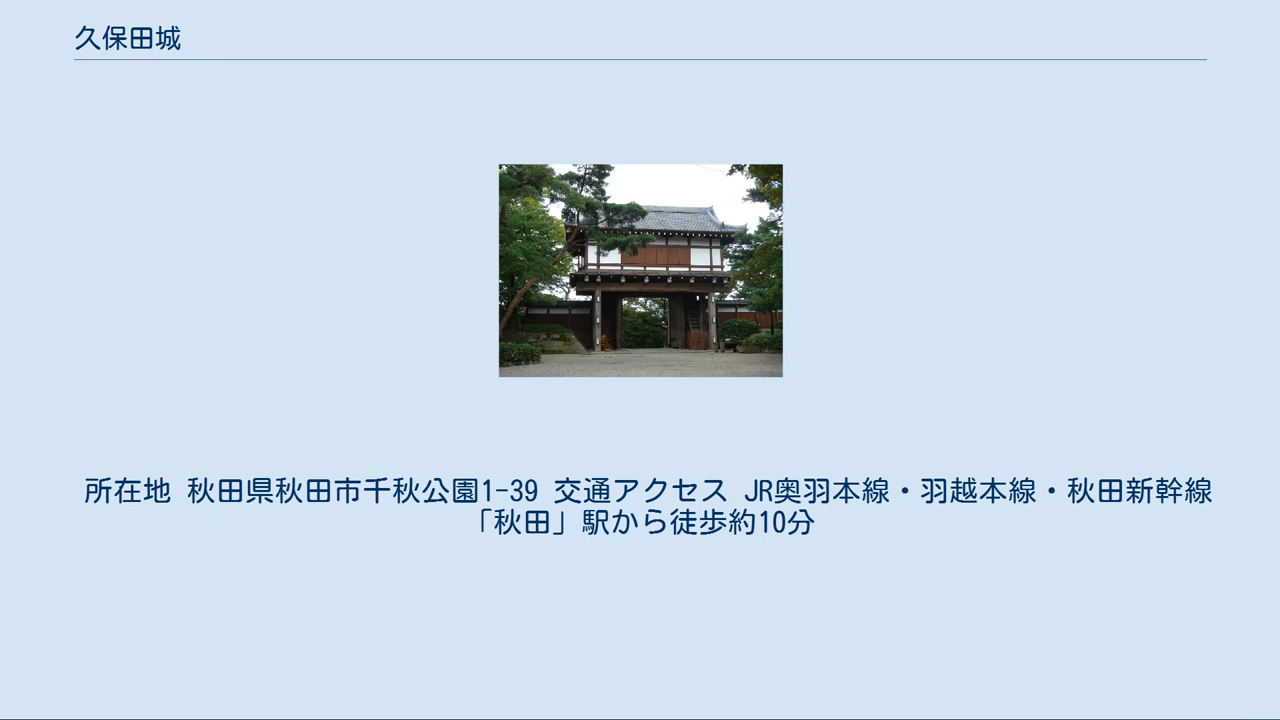 久保田城
所在地 秋田県秋田市千秋公園1-39 交通アクセス JR奥羽本線・羽越本線・秋田新幹線
「秋田」駅から徒歩約10分